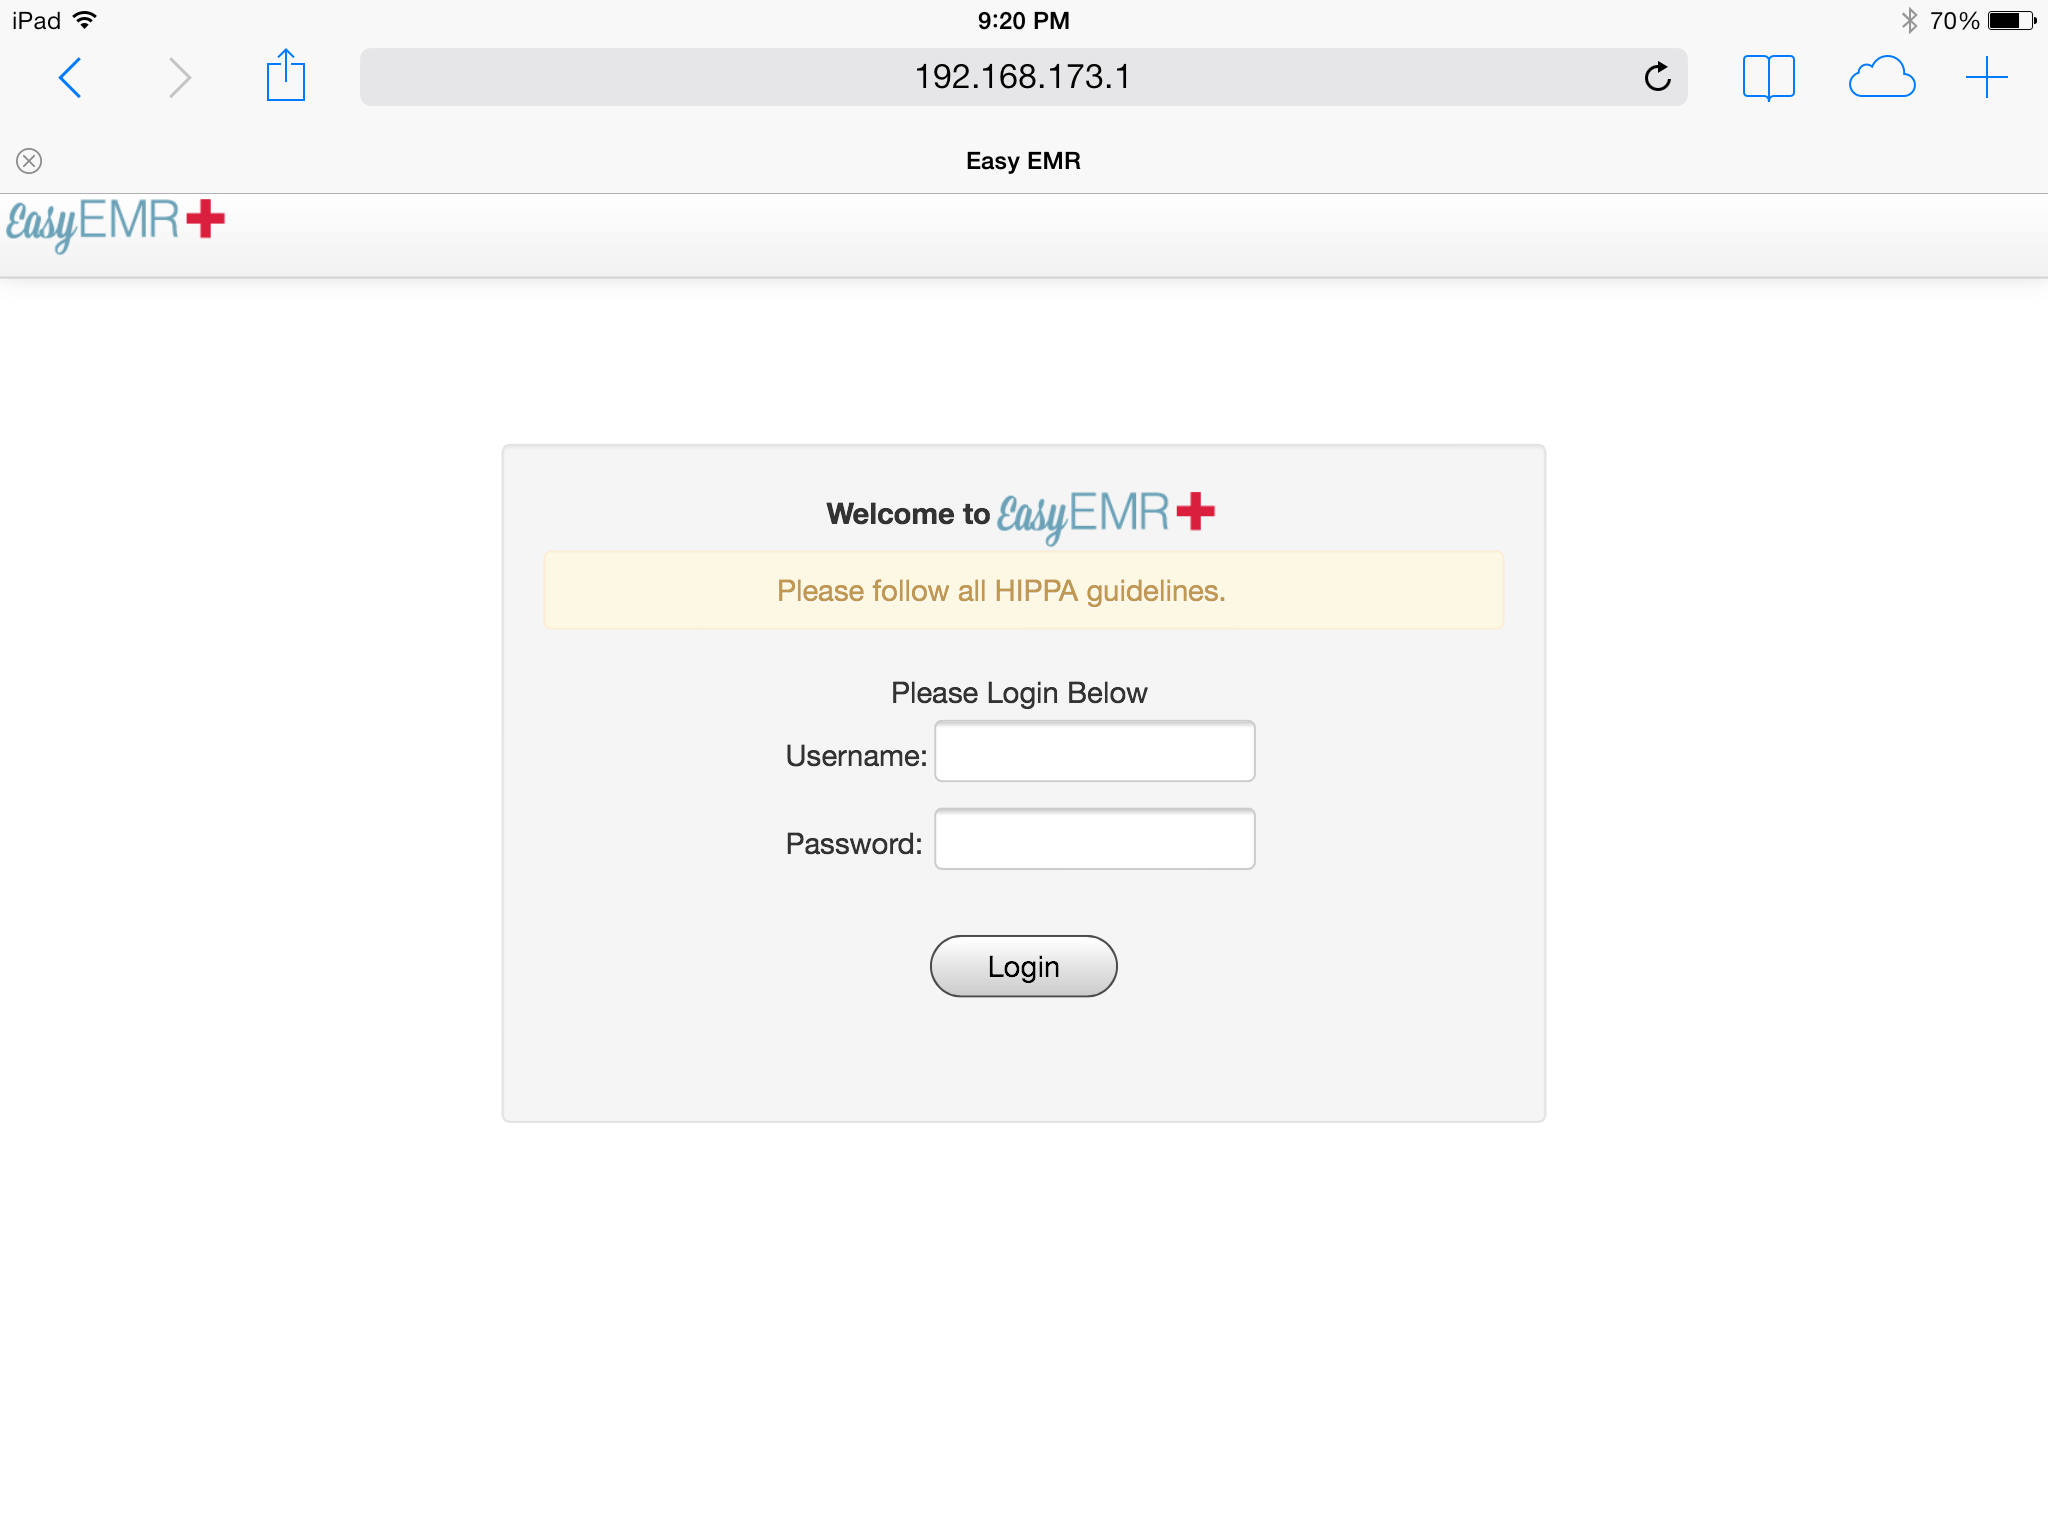 iPad 9:20 PM 70%
192.168.173.1
Easy EMR
EasyEMR
Welcome to EasyEMR
Please follow all HIPPA guidelines.
Please Login Below
Username:
Password:
Login